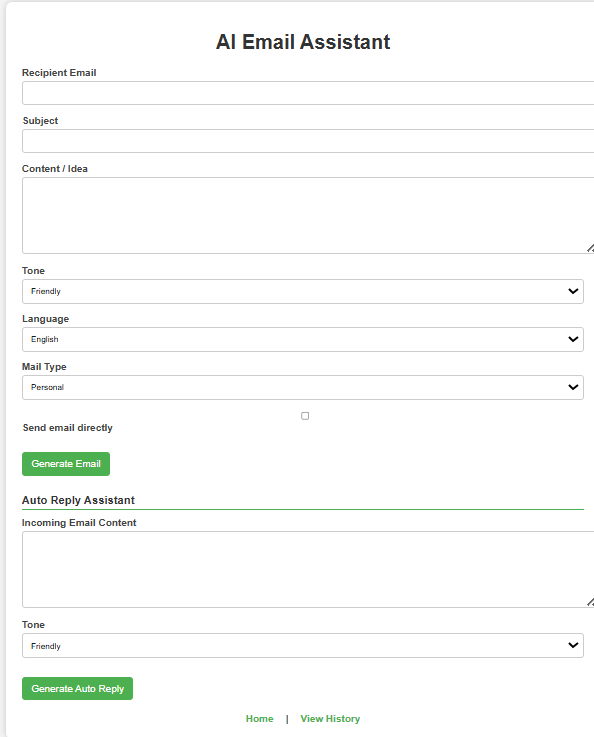 AI Email Assistant
Recipient Email
Subject
Content / Idea
Tone
Friendly
Language
English
Mail Type
Personal
Send email directly
Generate Email
Auto Reply Assistant
Incoming Email Content
Tone
Friendly
Generate Auto Reply
Home | View History